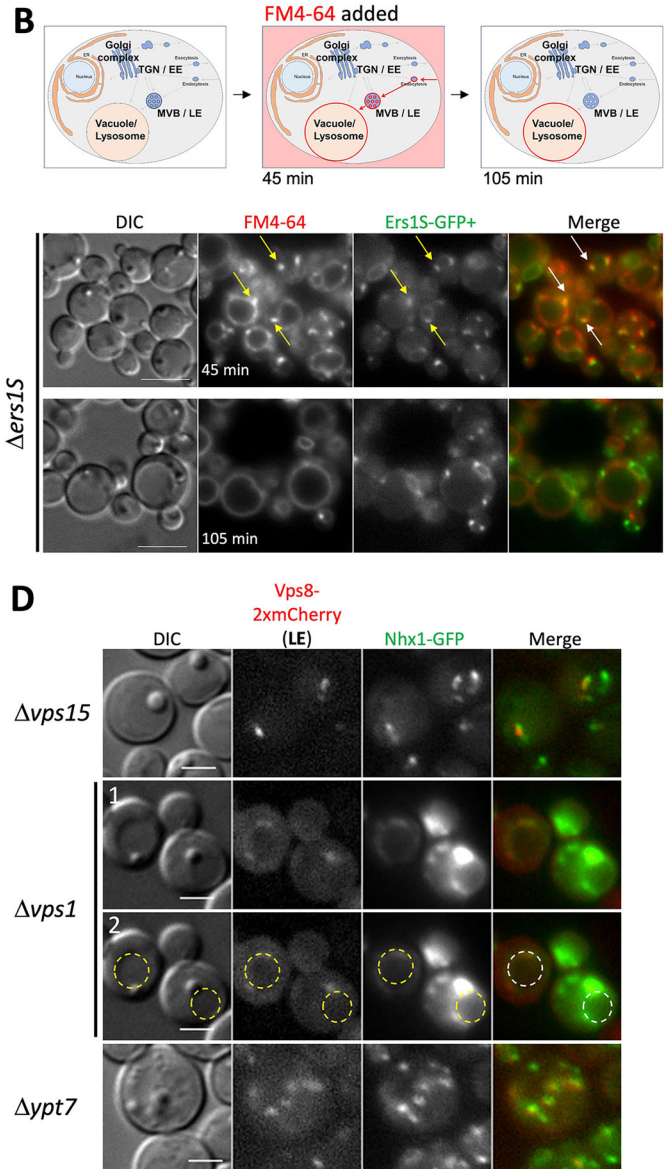 B
FM4-64 added
Golgi
complex
ER
Nucleus
TGN / EE
Exocytosis
Endocytosis
MVB / LE
Vacuole/
Lysosome
Golgi
complex
ER
Nucleus
TGN / EE
Exocytosis
Endocytosis
MVB / LE
Vacuole/
Lysosome
Golgi
complex
ER
Nucleus
TGN / EE
Exocytosis
Endocytosis
MVB / LE
Vacuole/
Lysosome
45 min
105 min
DIC
FM4-64
Ers1S-GFP+
Merge
Δers1S
45 min
105 min
D
Vps8-
2xmCherry
DIC
(LE)
Nhx1-GFP
Merge
Δvps15
1
Δvps1
2
Δypt7